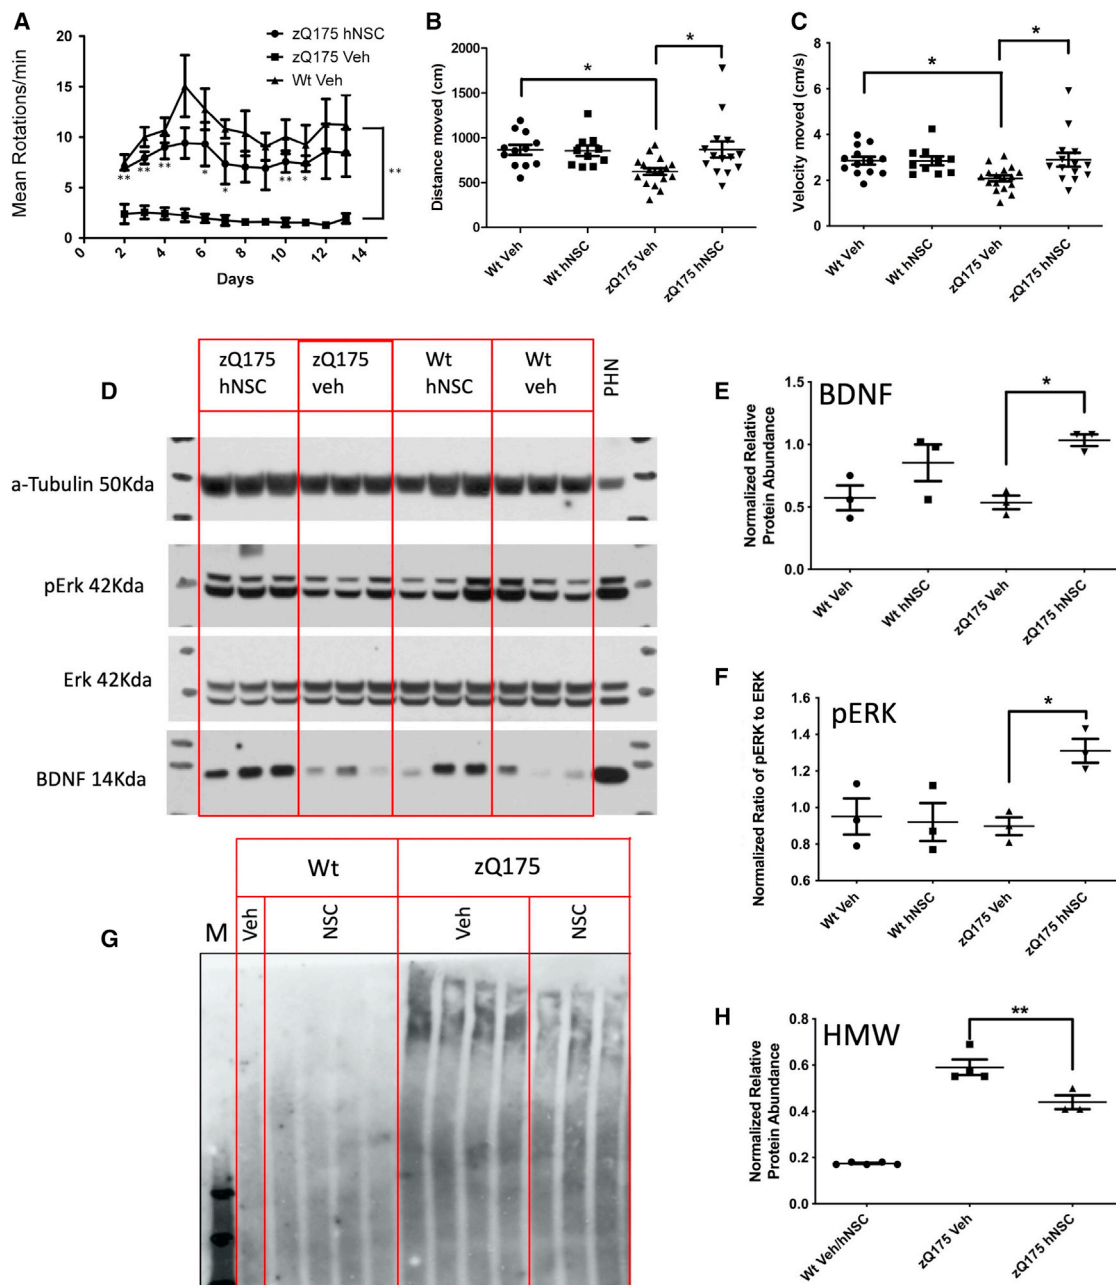 A
Mean Rotations/min
20
15
10
5
0
0
2
4
6
8
10
12
14
Days
zQ175 hNSC
zQ175 Veh
Wt Veh
**
**
**
*
*
**
*
**
B
Distance moved (cm)
2000
1500
1000
500
0
*
*
Wt Veh
Wt hNSC
zQ175 Veh
zQ175 hNSC
C
Velocity moved (cm/s)
8
6
4
2
0
*
*
Wt Veh
Wt hNSC
zQ175 Veh
zQ175 hNSC
D
zQ175
hNSC
zQ175
veh
Wt
hNSC
Wt
veh
PHN
a-Tubulin 50Kda
pErk 42Kda
Erk 42Kda
BDNF 14Kda
E
BDNF
Normalized Relative
Protein Abundance
1.5
1.0
0.5
0.0
*
Wt Veh
Wt hNSC
zQ175 Veh
zQ175 hNSC
F
pERK
Normalized Ratio of pERK to ERK
1.6
1.4
1.2
1.0
0.8
0.6
*
Wt Veh
Wt hNSC
zQ175 Veh
zQ175 hNSC
G
Wt
zQ175
M
Veh
NSC
Veh
NSC
H
HMW
Normalized Relative
Protein Abundance
0.8
0.6
0.4
0.2
0.0
**
Wt Veh/hNSC
zQ175 Veh
zQ175 hNSC